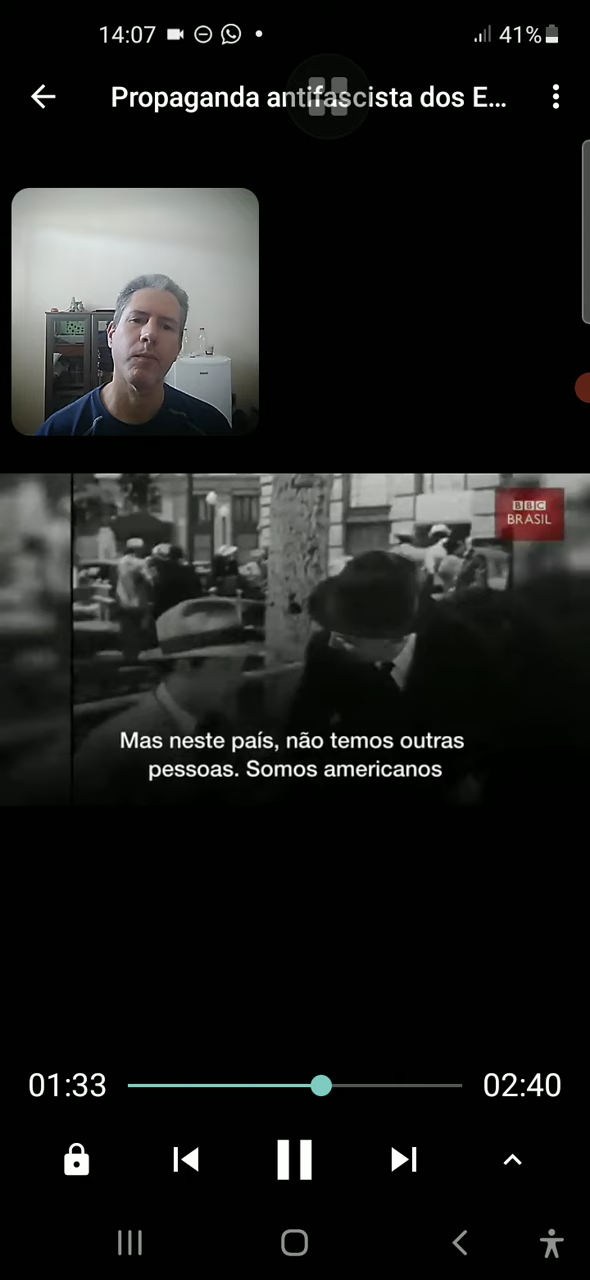 14:07
41%
Propaganda antifascista dos E...
BBC
BRASIL
Mas neste país, não temos outras
pessoas. Somos americanos
01:33
02:40